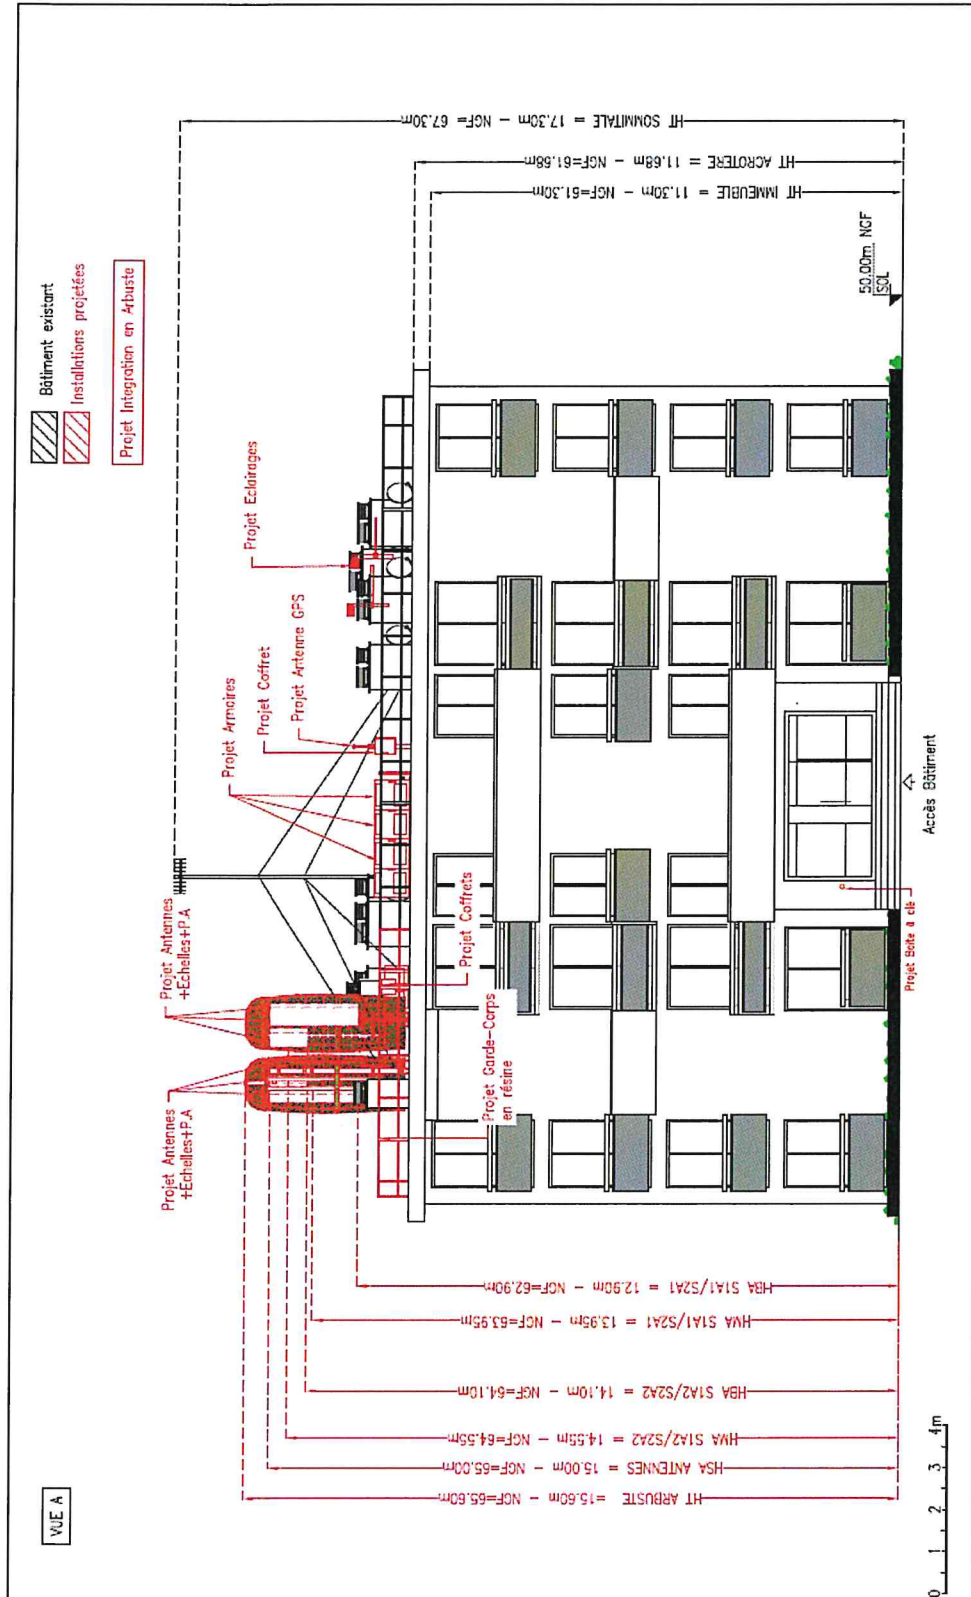 VUE A
Bâtiment existant
Installations projetées
Projet Integration en Arbuste
HT SOMMITALE = 17.30m – NGF= 67.30m
HT ACROTERE = 11.68m – NGF=61.68m
HT IMMEUBLE = 11.30m – NGF=61.30m
50.00m NGF
SOL
Projet Eclairages
Projet Antenne GPS
Projet Coffret
Projet Armoires
Projet Antennes
+Echelles+P.A
Projet Antennes
+Echelles+P.A
Projet Coffrets
Projet Garde-Corps
en résine
Accès Bâtiment
Projet Boite a clé
HBA S1A1/S2A1 = 12.90m – NGF=62.90m
HMA S1A1/S2A1 = 13.95m – NGF=63.95m
HBA S1A2/S2A2 = 14.10m – NGF=64.10m
HMA S1A2/S2A2 = 14.55m – NGF=64.55m
HSA ANTENNES = 15.00m – NGF=65.00m
HT ARBUSTE =15.60m – NGF=65.60m
0 1 2 3 4m